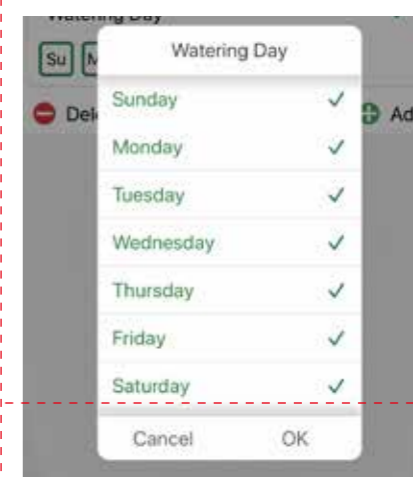 Watering Day
Su
Watering Day
Sunday
Monday
Tuesday
Wednesday
Thursday
Friday
Saturday
Cancel OK